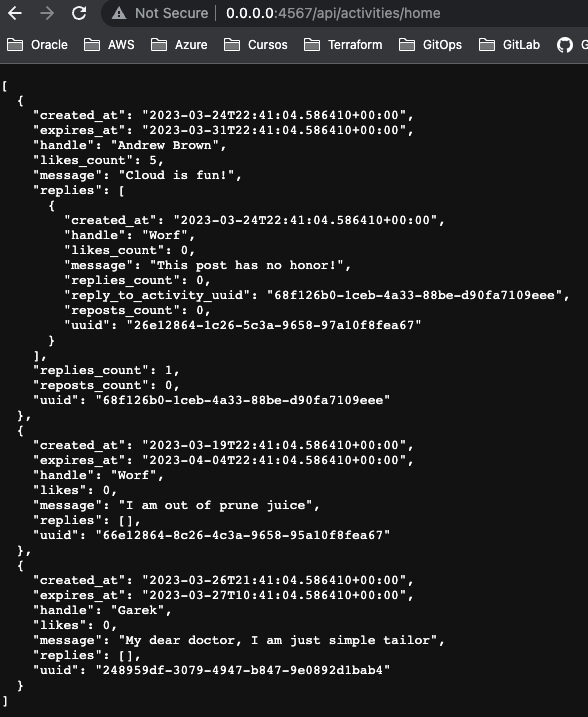 Not Secure | 0.0.0.0:4567/api/activities/home
Oracle AWS Azure Cursos Terraform GitOps GitLab G
[
  {
    "created_at": "2023-03-24T22:41:04.586410+00:00",
    "expires_at": "2023-03-31T22:41:04.586410+00:00",
    "handle": "Andrew Brown",
    "likes_count": 5,
    "message": "Cloud is fun!",
    "replies": [
      {
        "created_at": "2023-03-24T22:41:04.586410+00:00",
        "handle": "Worf",
        "likes_count": 0,
        "message": "This post has no honor!",
        "replies_count": 0,
        "reply_to_activity_uuid": "68f126b0-1ceb-4a33-88be-d90fa7109eee",
        "reposts_count": 0,
        "uuid": "26e12864-1c26-5c3a-9658-97a10f8fea67"
      }
    ],
    "replies_count": 1,
    "reposts_count": 0,
    "uuid": "68f126b0-1ceb-4a33-88be-d90fa7109eee"
  },
  {
    "created_at": "2023-03-19T22:41:04.586410+00:00",
    "expires_at": "2023-04-04T22:41:04.586410+00:00",
    "handle": "Worf",
    "likes": 0,
    "message": "I am out of prune juice",
    "replies": [],
    "uuid": "66e12864-8c26-4c3a-9658-95a10f8fea67"
  },
  {
    "created_at": "2023-03-26T21:41:04.586410+00:00",
    "expires_at": "2023-03-27T10:41:04.586410+00:00",
    "handle": "Garek",
    "likes": 0,
    "message": "My dear doctor, I am just simple tailor",
    "replies": [],
    "uuid": "248959df-3079-4947-b847-9e0892d1bab4"
  }
]